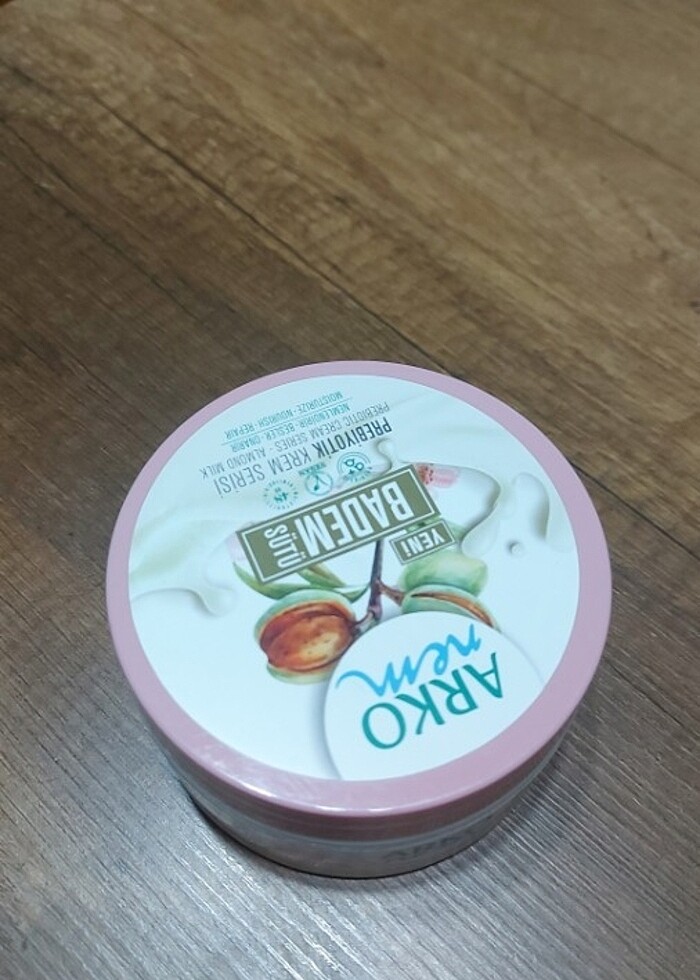 ARKO
nem
YENİ
BADEM
SÜTÜ
VEGAN
PREBİYOTİK KREM SERİSİ
PREBIOTIC CREAM SERIES - ALMOND MILK
NEMLENDİRİR - BESLER - ONARIR
MOISTURIZE - NOURISH - REPAIR